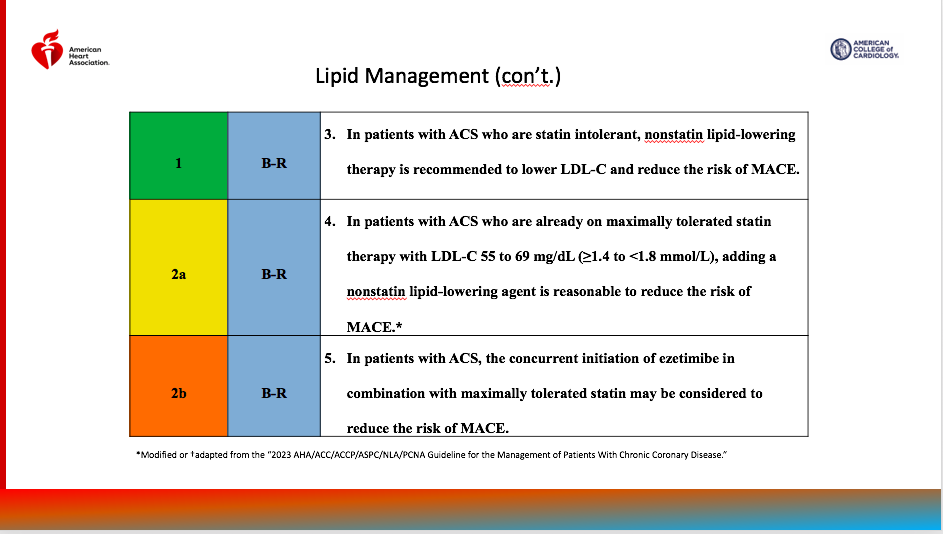 American
Heart
Association.
AMERICAN
COLLEGE of
CARDIOLOGY.
Lipid Management (con’t.)
1
B-R
3. In patients with ACS who are statin intolerant, nonstatin lipid-lowering
therapy is recommended to lower LDL-C and reduce the risk of MACE.
2a
B-R
4. In patients with ACS who are already on maximally tolerated statin
therapy with LDL-C 55 to 69 mg/dL (≥1.4 to <1.8 mmol/L), adding a
nonstatin lipid-lowering agent is reasonable to reduce the risk of
MACE.*
2b
B-R
5. In patients with ACS, the concurrent initiation of ezetimibe in
combination with maximally tolerated statin may be considered to
reduce the risk of MACE.
*Modified or †adapted from the “2023 AHA/ACC/ACCP/ASPC/NLA/PCNA Guideline for the Management of Patients With Chronic Coronary Disease.”